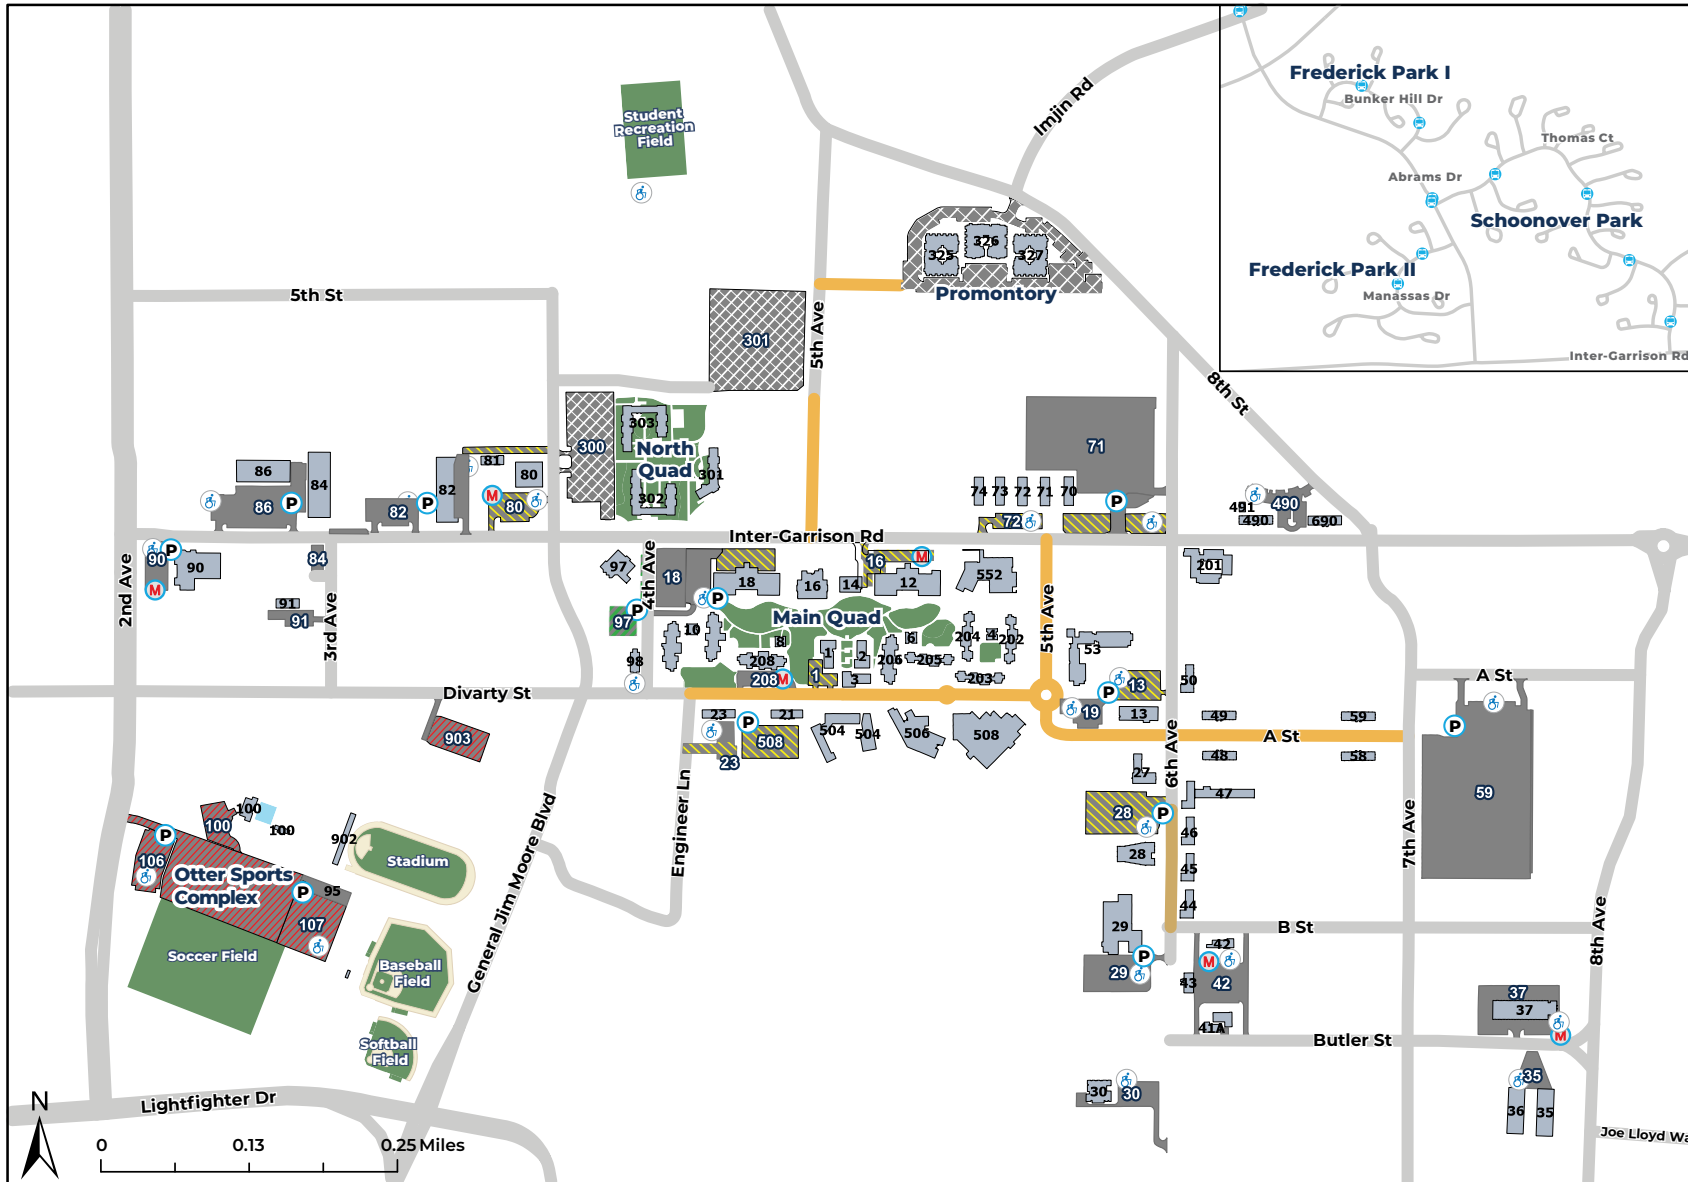 Frederick Park I
Bunker Hill Dr
Thomas Ct
Abrams Dr
Schoonover Park
Frederick Park II
Manassas Dr
Inter-Garrison Rd
Imjin Rd
Student
Recreation
Field
325
326
327
Promontory
5th St
5th Ave
301
8th St
300
303
North
Quad
302
301
71
86
84
86
P
82
P
82
81
80
M
80
74
73
72
71
70
P
72
491
490
490
690
Inter-Garrison Rd
2nd Ave
90
P
90
M
84
91
91
3rd Ave
97
4th Ave
18
18
16
14
16
M
12
552
201
P
97
P
Main Quad
10
8
208
208
M
1
1
2
3
206
6
205
204
4
202
203
5th Ave
53
98
Divarty St
50
13
P
19
13
A St
A St
P
903
23
P
21
508
23
504
504
506
508
49
59
48
58
6th Ave
27
47
59
Engineer Ln
General Jim Moore Blvd
28
P
28
46
45
44
7th Ave
100
100
100
902
Stadium
P
106
Otter Sports
Complex
95
P
107
Soccer Field
Baseball
Field
Softball
Field
29
P
29
B St
42
M
42
43
41A
8th Ave
37
37
M
Butler St
35
36
35
30
30
Joe Lloyd Wa
Lightfighter Dr
N
0
0.13
0.25 Miles